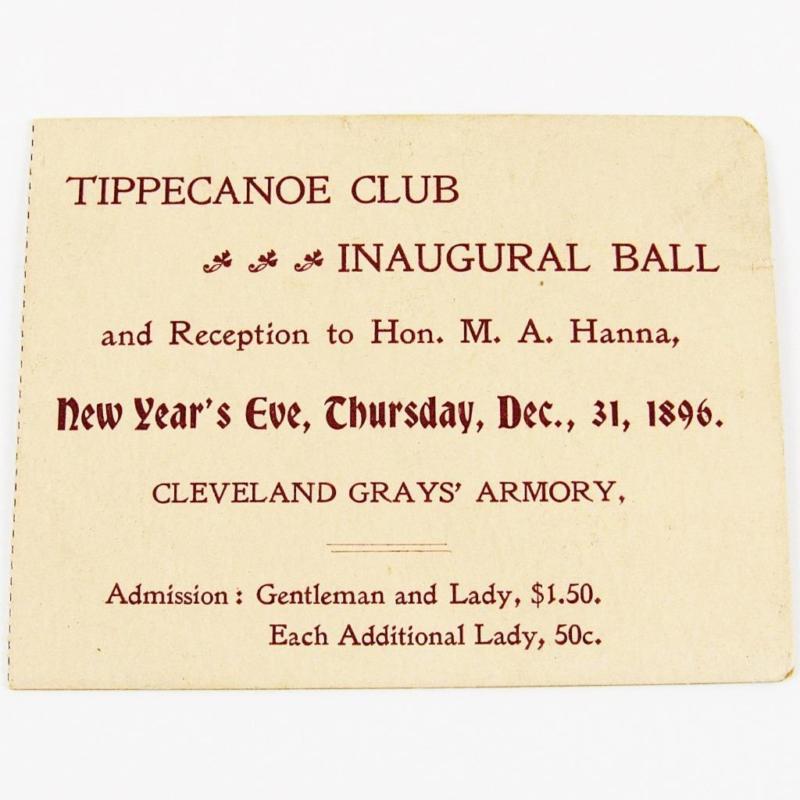 TIPPECANOE CLUB
INAUGURAL BALL
and Reception to Hon. M. A. Hanna,
New Year's Eve, Thursday, Dec., 31, 1896.
CLEVELAND GRAYS' ARMORY,
Admission: Gentleman and Lady, $1.50.
Each Additional Lady, 50c.